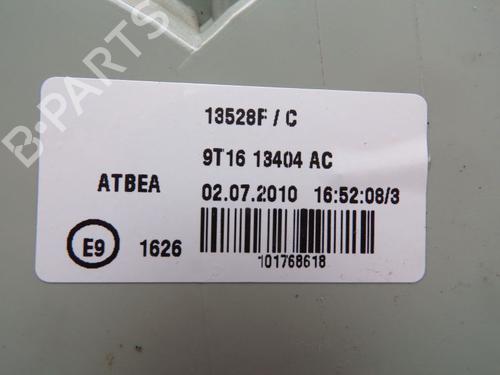 B-PARTS
13528F / C
9T16 13404 AC
ATBEA 02.07.2010 16:52:08/3
E9 1626
101768618